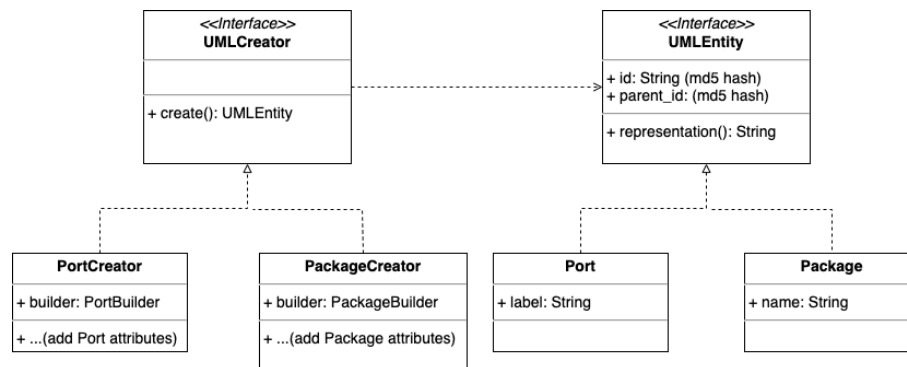 <<Interface>>
UMLCreator
+ create(): UMLEntity
<<Interface>>
UMLEntity
+ id: String (md5 hash)
+ parent_id: (md5 hash)
+ representation(): String
PortCreator
+ builder: PortBuilder
+ ...(add Port attributes)
PackageCreator
+ builder: PackageBuilder
+ ...(add Package attributes)
Port
+ label: String
Package
+ name: String